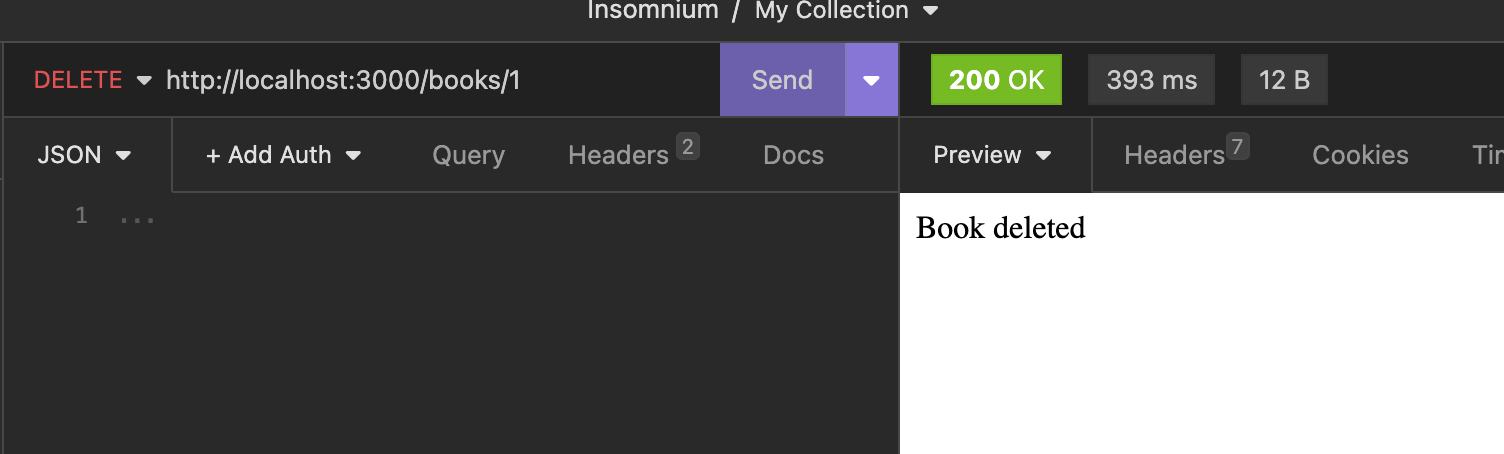 Insomnium / My Collection
DELETE http://localhost:3000/books/1 Send 200 OK 393 ms 12 B
JSON + Add Auth Query Headers 2 Docs Preview Headers 7 Cookies
1 ...
Book deleted